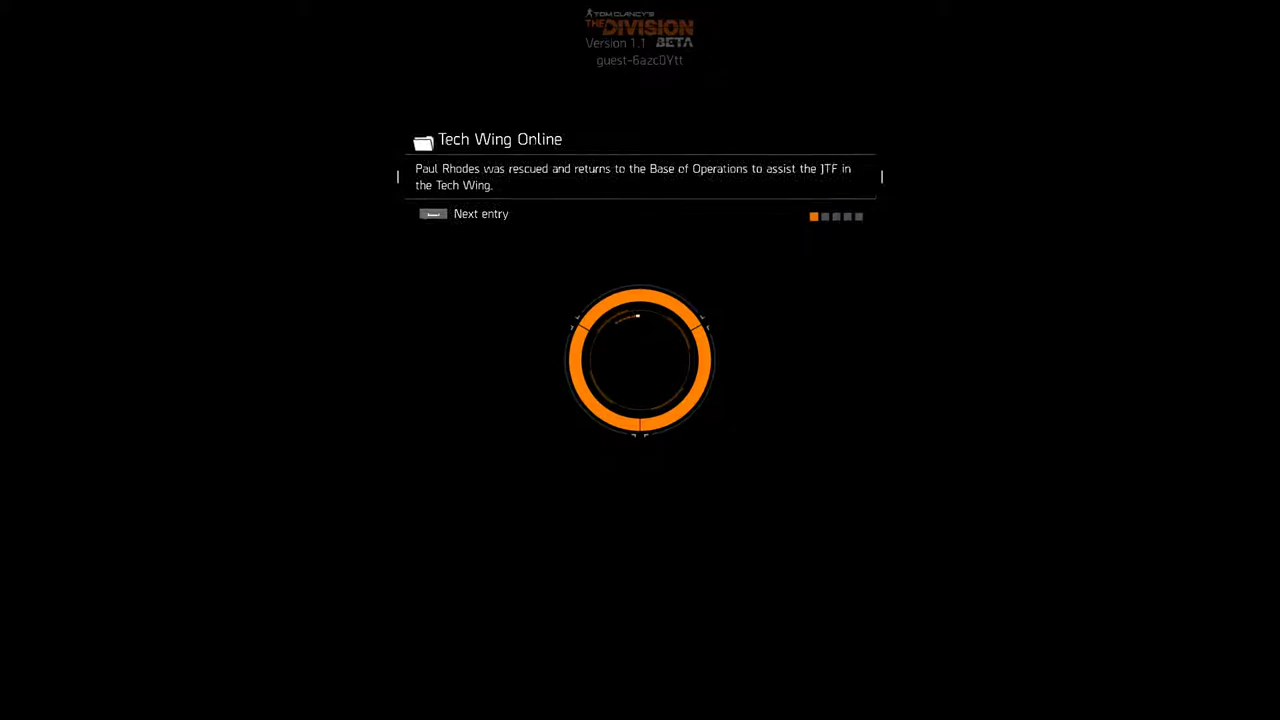 TOM CLANCY'S
THE DIVISION
Version 1.1 BETA
guest-6azc0Ytt
Tech Wing Online
Paul Rhodes was rescued and returns to the Base of Operations to assist the JTF in
the Tech Wing.
Next entry